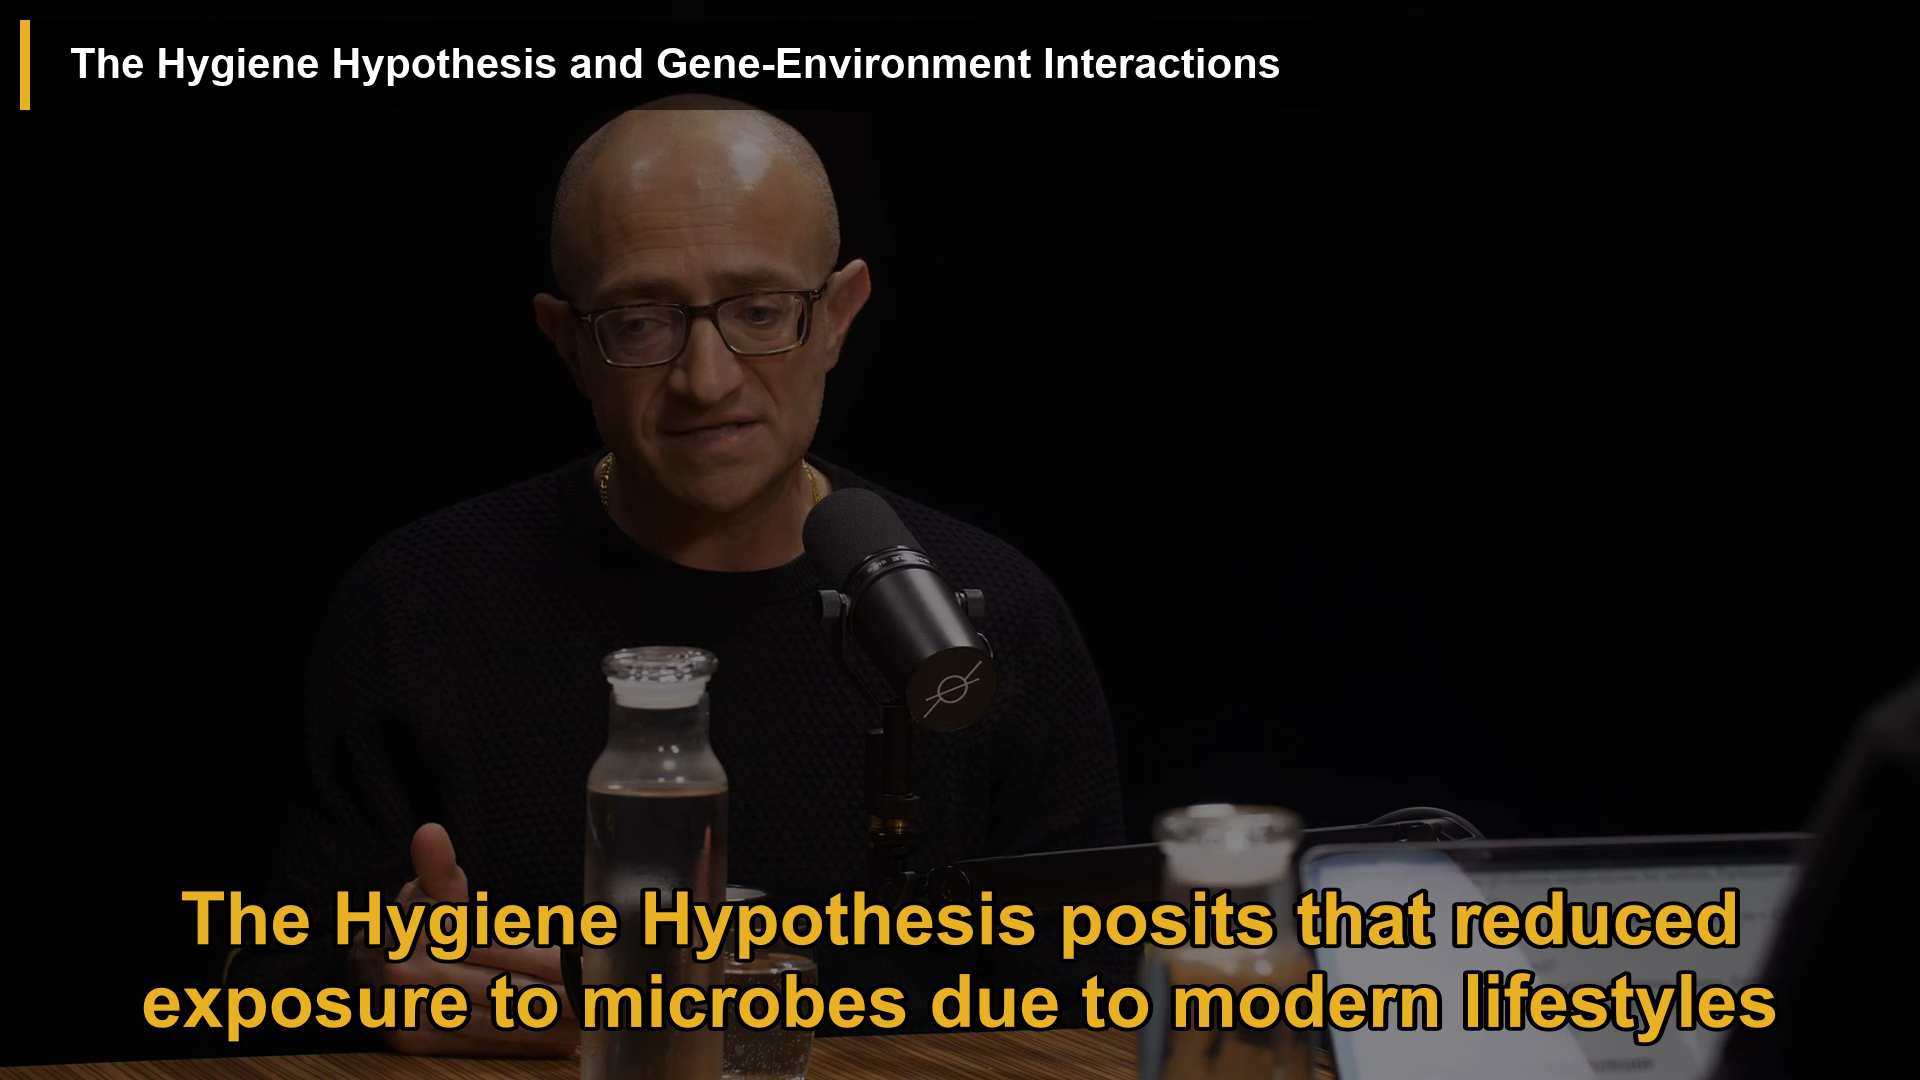 The Hygiene Hypothesis and Gene-Environment Interactions
The Hygiene Hypothesis posits that reduced
exposure to microbes due to modern lifestyles